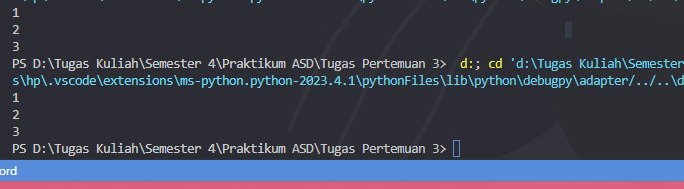 1
2
3
PS D:\Tugas Kuliah\Semester 4\Praktikum ASD\Tugas Pertemuan 3>  d:; cd 'd:\Tugas Kuliah\Semester
s\hp\.vscode\extensions\ms-python.python-2023.4.1\pythonFiles\lib\python\debugpy\adapter/../..\d
1
2
3
PS D:\Tugas Kuliah\Semester 4\Praktikum ASD\Tugas Pertemuan 3>
ord